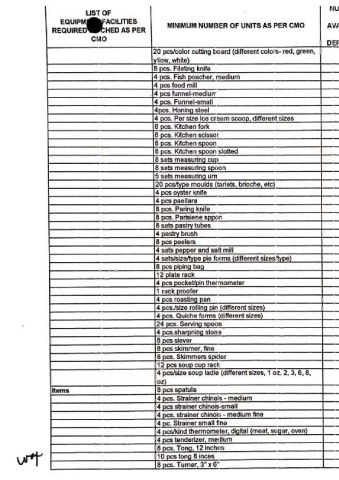 LIST OF
EQUIPM FACILITIES
REQUIRED CHED AS PER
CMO
MINIMUM NUMBER OF UNITS AS PER CMO
NU
AVA
DEF
20 pcs/color cutting board (different colors- red, green,
yllow, white)
8 pcs. Fileting knife
4 pcs. Fish poacher, medium
4 pcs food mill
4 pcs funnel-medium
4 pcs. Funnel-small
4pcs. Honing steel
4 pcs. Per size ice cream scoop, different sizes
8 pcs. Kitchen fork
8 pcs. Kitchen scissor
8 pcs. Kitchen spoon
8 pcs. Kitchen spoon slotted
8 sets measuring cup
8 sets measuring spoon
5 sets measuring urn
20 pcs/type moulds (tarlets, brioche, etc)
4 pcs oyster knife
4 pcs paellara
8 pcs. Paring knife
8 pcs. Parisiene sppon
8 sets pastry tubes
4 pastry brush
8 pcs peelers
4 sets pepper and salt mill
4 sets/size/type pie forms (different sizes/type)
8 pcs piping bag
12 plate rack
4 pcs pocket/pin thermometer
1 rack proofer
4 pcs roasting pan
4 pcs./size rolling pin (different sizes)
4 pcs. Quiche forms (different sizes)
24 pcs. Serving spoon
4 pcs.sharpning stone
8 pcs siever
8 pcs skimmer, fine
8 pcs. Skimmers spider
12 pcs soup cup rack
4 pcs/size soup ladle (different sizes, 1 oz, 2, 3, 6, 8,
oz)
Items
8 pcs spatula
4 pcs. Strainer chinois - medium
4 pcs strainer chinois-small
4 pcs. strainer chinois - medium fine
4 pc. Strainer small fine
4 pcs/kind thermometer, digital (meat, sugar, oven)
4 pcs tenderizer, medium
8 pcs. Tong, 12 inches
10 pcs tong 8 inces
8 pcs. Turner, 3" x 6"